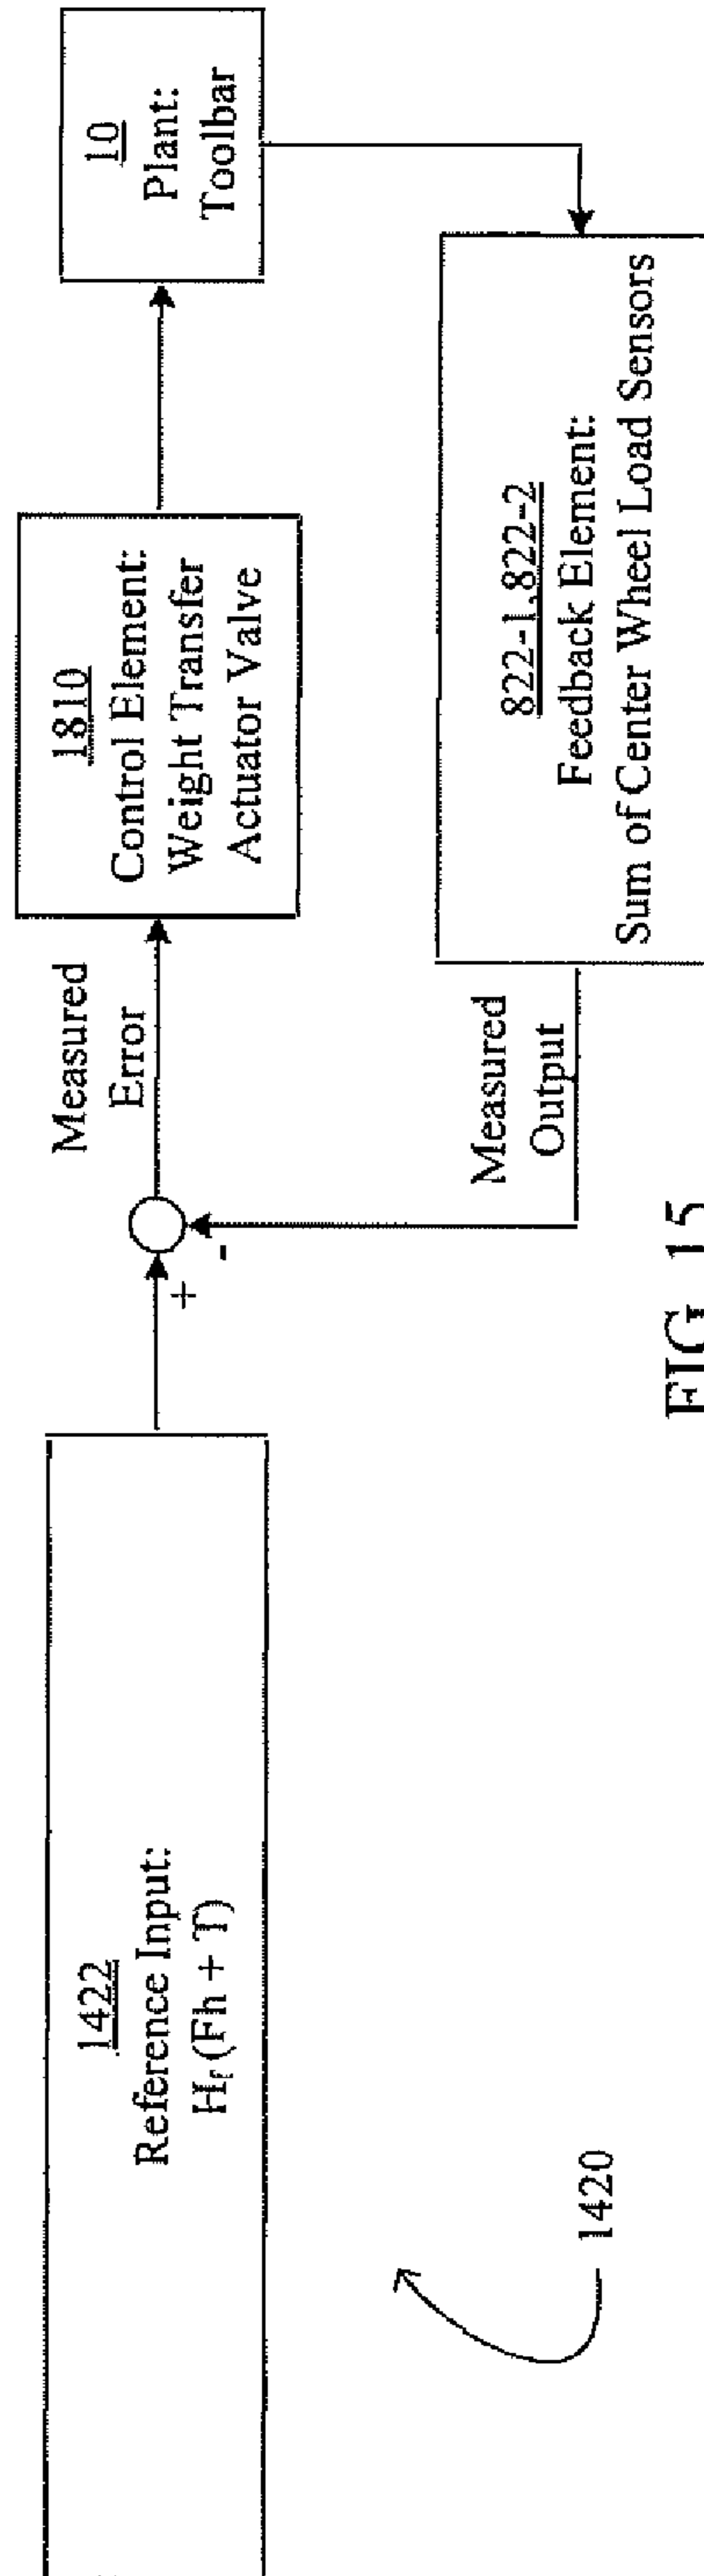 1422
Reference Input:
Hf (Fh + T)
+
-
Measured
Error
1810
Control Element:
Weight Transfer
Actuator Valve
10
Plant:
Toolbar
822-1,822-2
Feedback Element:
Sum of Center Wheel Load Sensors
Measured
Output
1420
FIG. 15